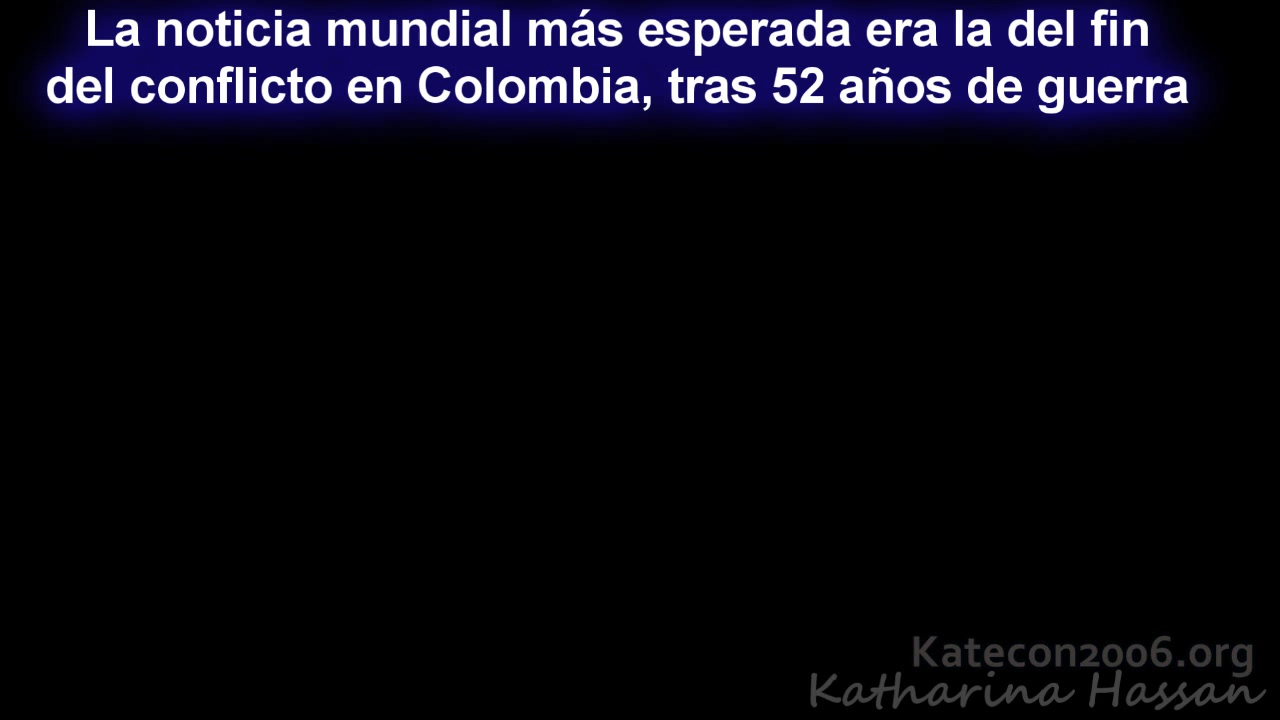 La noticia mundial más esperada era la del fin
del conflicto en Colombia, tras 52 años de guerra
Katecon2006.org
Katharina Hassan